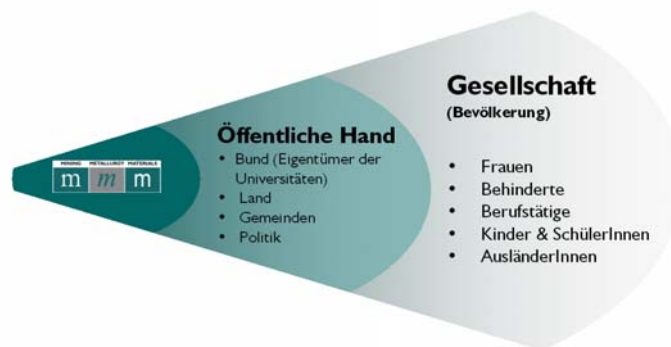 MINING METALLURGY MATERIALS
m m m
Öffentliche Hand
• Bund (Eigentümer der
Universitäten)
• Land
• Gemeinden
• Politik
Gesellschaft
(Bevölkerung)
• Frauen
• Behinderte
• Berufstätige
• Kinder & SchülerInnen
• AusländerInnen